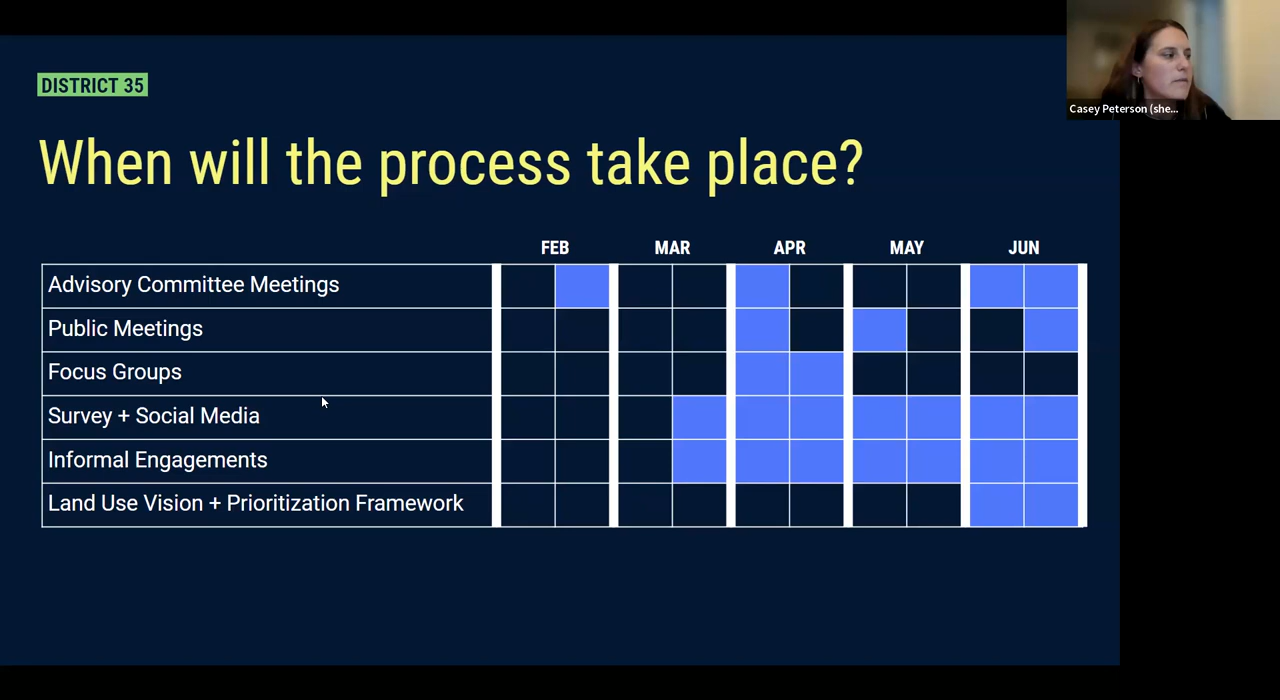 DISTRICT 35
Casey Peterson (she...
When will the process take place?
FEB MAR APR MAY JUN
Advisory Committee Meetings
Public Meetings
Focus Groups
Survey + Social Media
Informal Engagements
Land Use Vision + Prioritization Framework